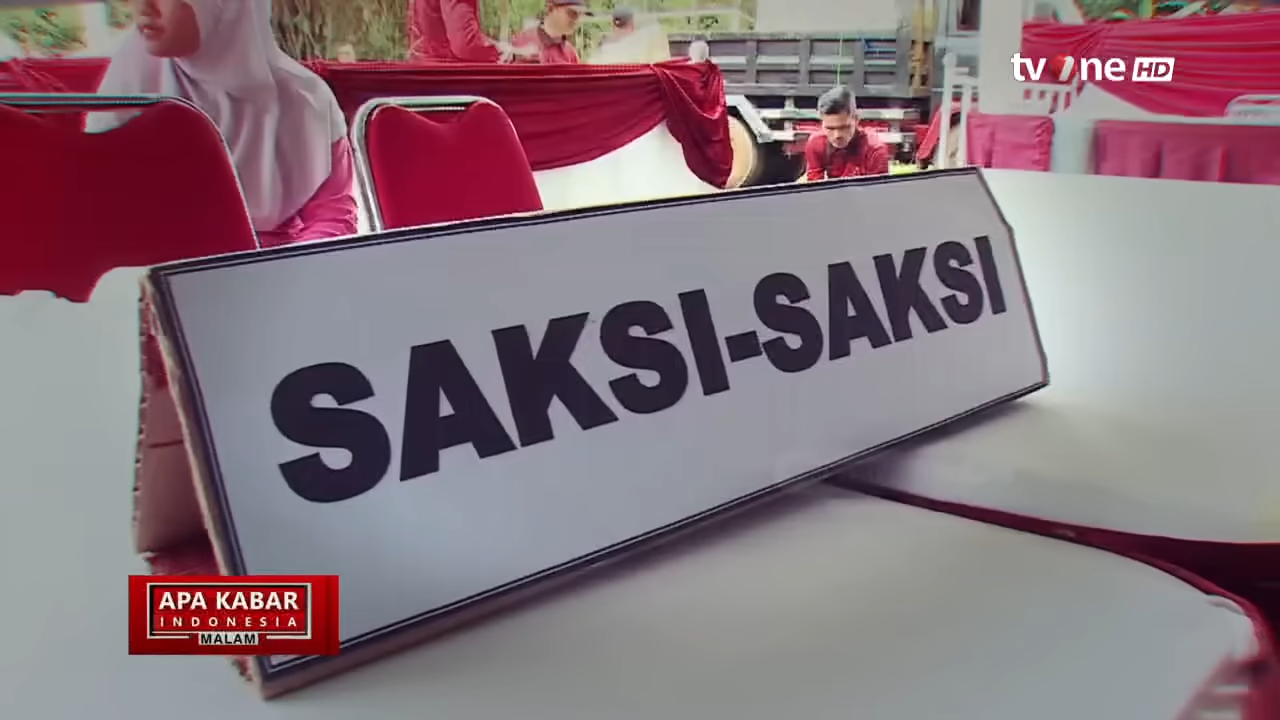 tvOne HD
SAKSI-SAKSI
APA KABAR
INDONESIA
MALAM